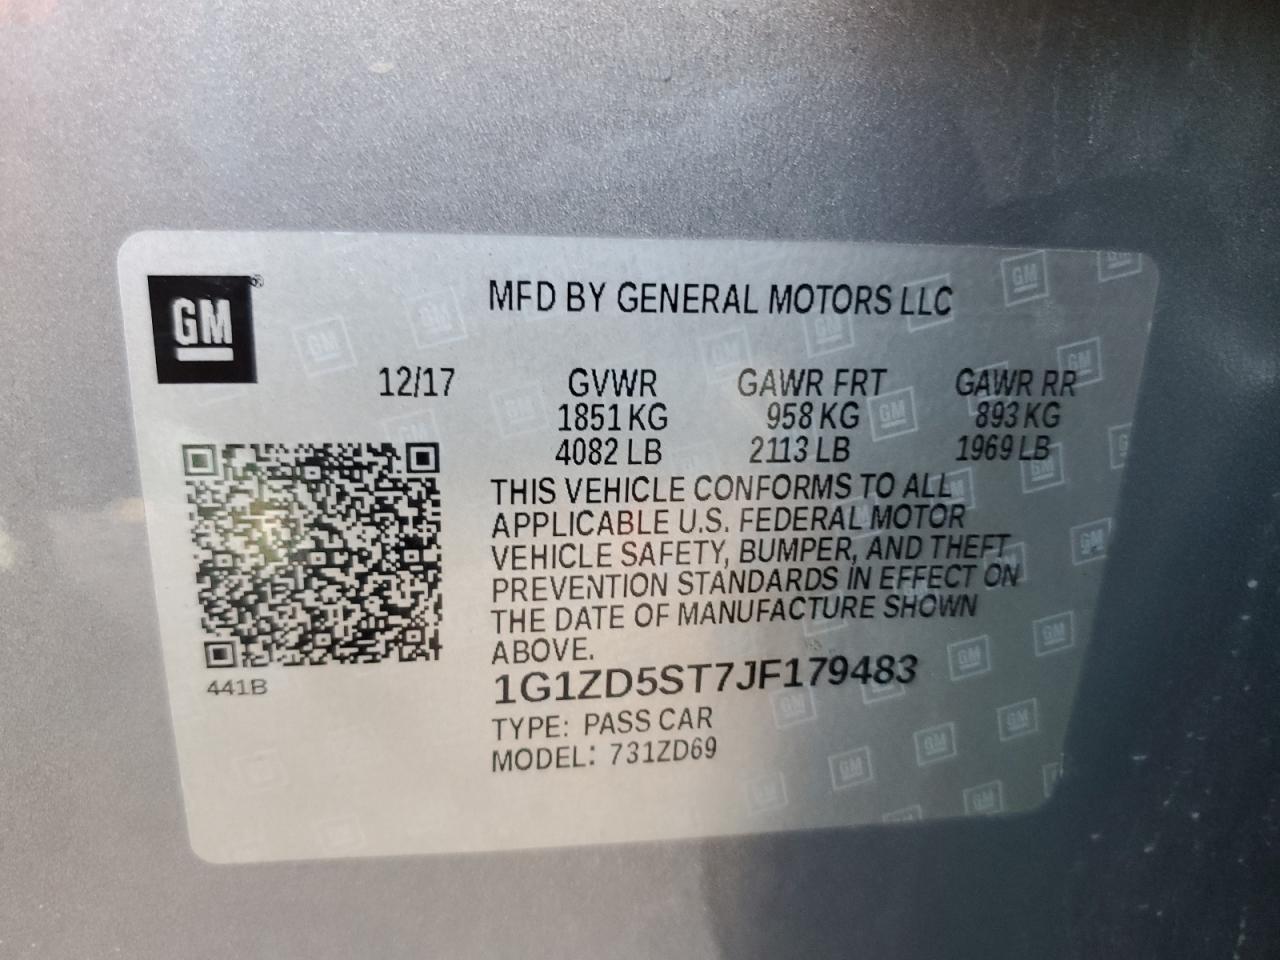 GM®
MFD BY GENERAL MOTORS LLC
12/17 GVWR GAWR FRT GAWR RR
1851 KG 958 KG 893 KG
4082 LB 2113 LB 1969 LB
THIS VEHICLE CONFORMS TO ALL
APPLICABLE U.S. FEDERAL MOTOR
VEHICLE SAFETY, BUMPER, AND THEFT
PREVENTION STANDARDS IN EFFECT ON
THE DATE OF MANUFACTURE SHOWN
ABOVE.
1G1ZD5ST7JF179483
441B
TYPE: PASS CAR
MODEL: 731ZD69